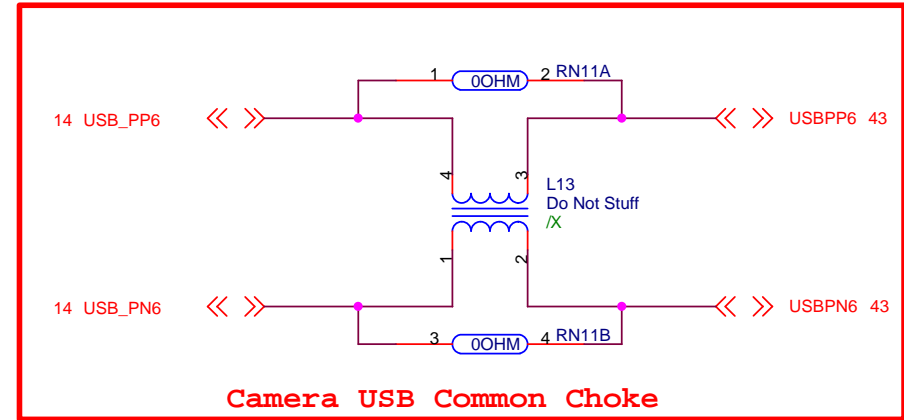 1 0OHM 2 RN11A
14 USB_PP6 USBPP6 43
4 3
L13
Do Not Stuff
/X
1 2
14 USB_PN6 USBPN6 43
3 0OHM 4 RN11B
Camera USB Common Choke